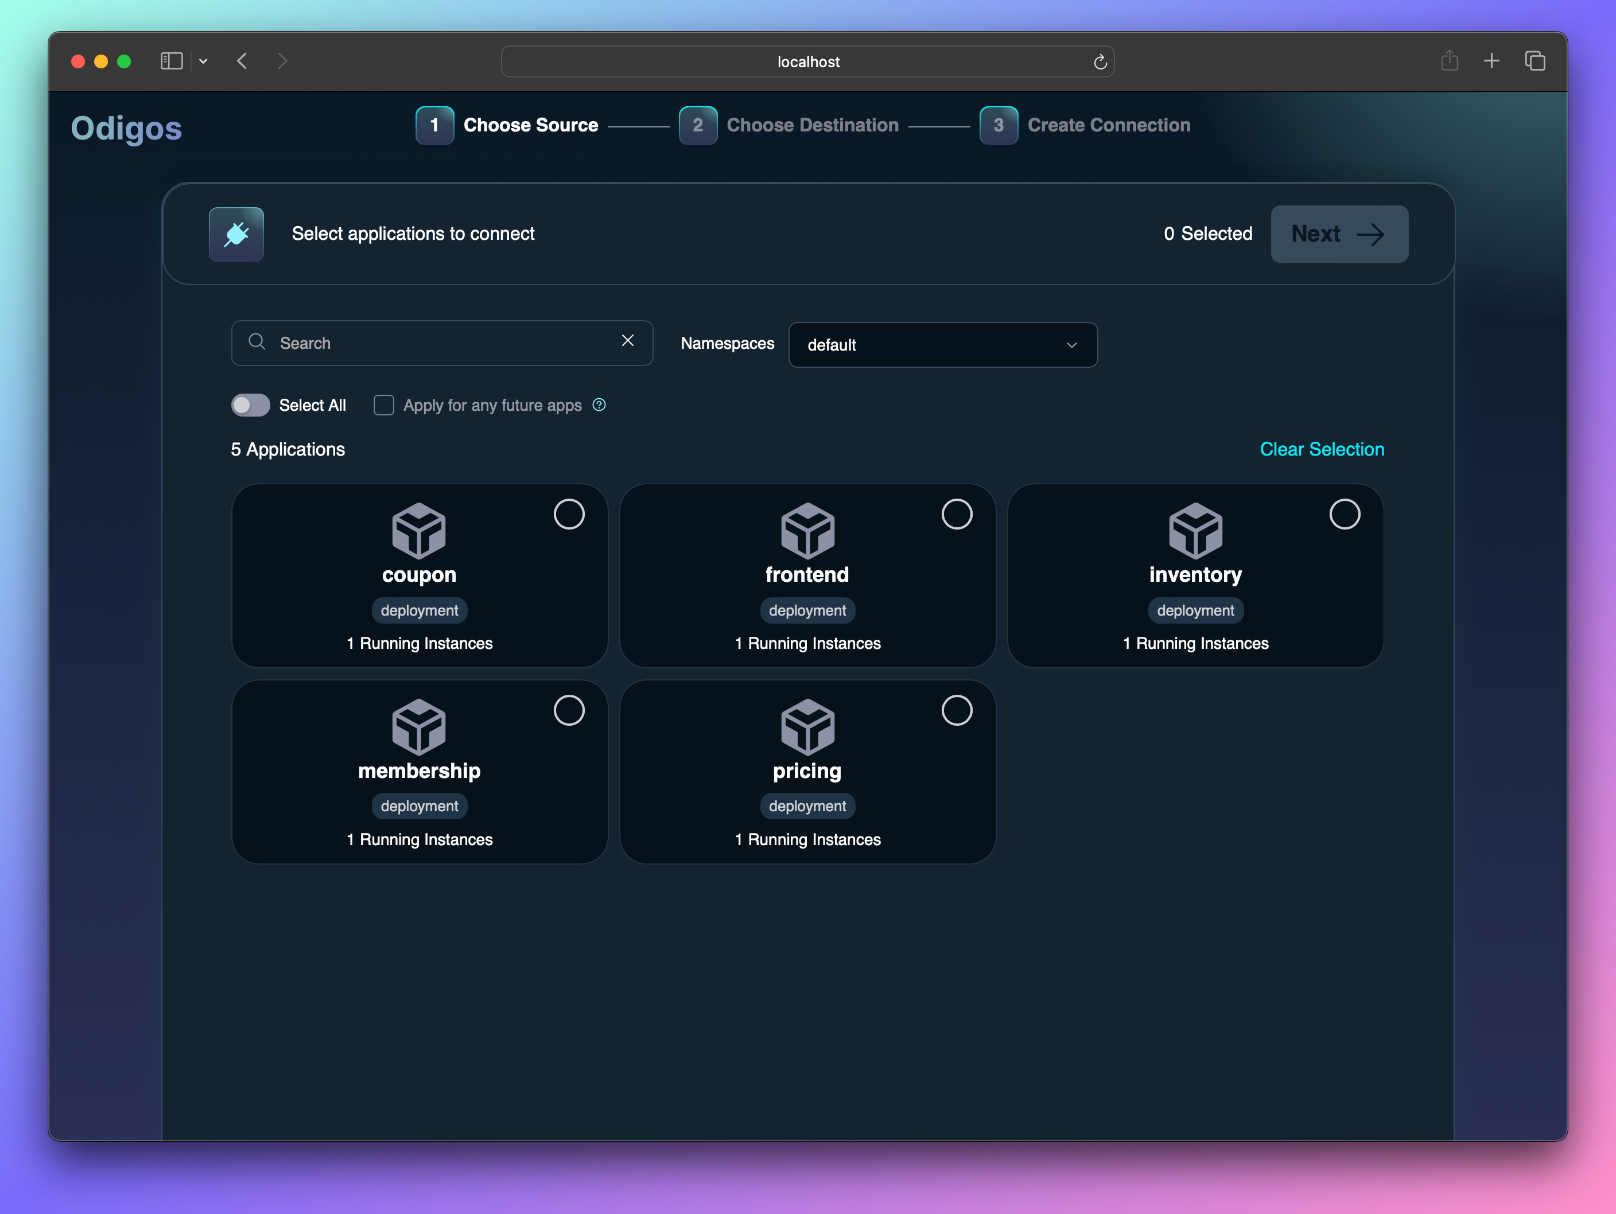 localhost
Odigos
1 Choose Source 2 Choose Destination 3 Create Connection
Select applications to connect 0 Selected Next
Search Namespaces default
Select All Apply for any future apps ?
5 Applications Clear Selection
coupon frontend inventory
deployment deployment deployment
1 Running Instances 1 Running Instances 1 Running Instances
membership pricing
deployment deployment
1 Running Instances 1 Running Instances